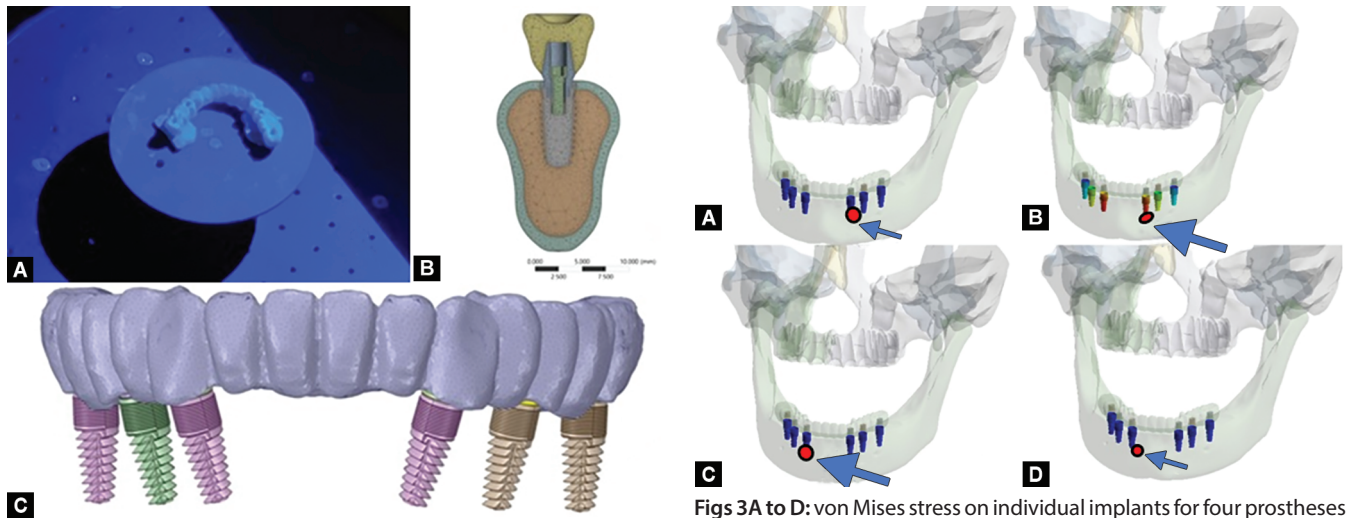 A
B
0.000 5.000 10.000 (mm)
2.500 7.500
C
A
B
C
D
Figs 3A to D: von Mises stress on individual implants for four prostheses